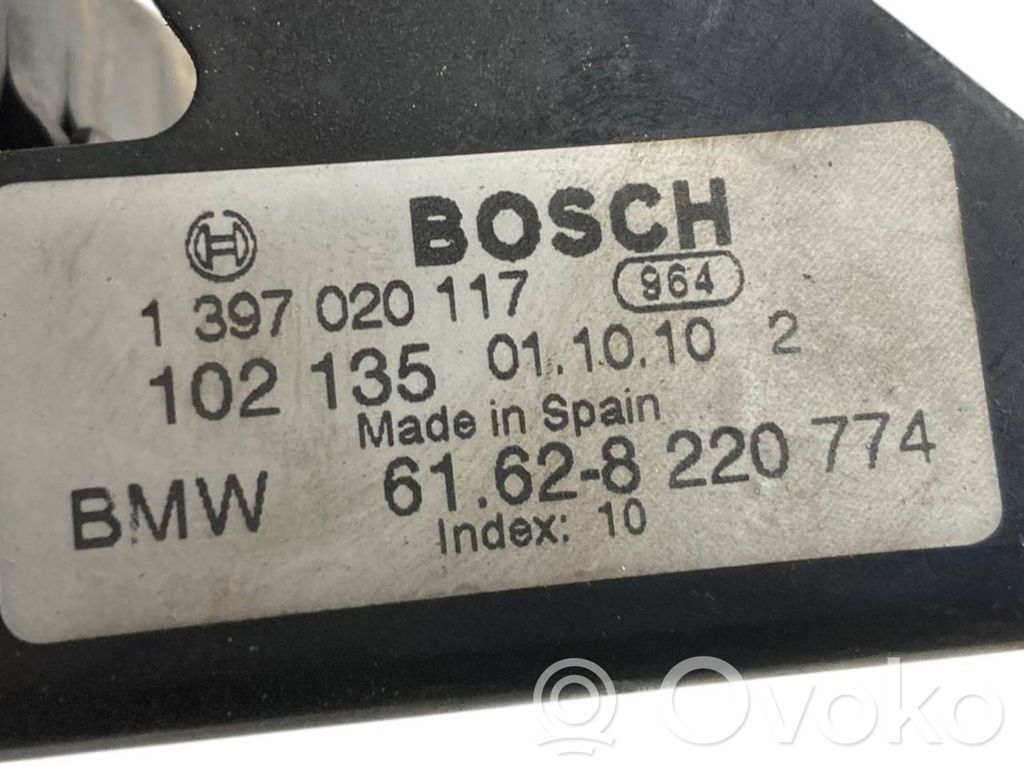 BOSCH
1 397 020 117 964
102 135 01.10.10 2
Made in Spain
BMW 61.62-8 220 774
Index: 10
© Ovoko